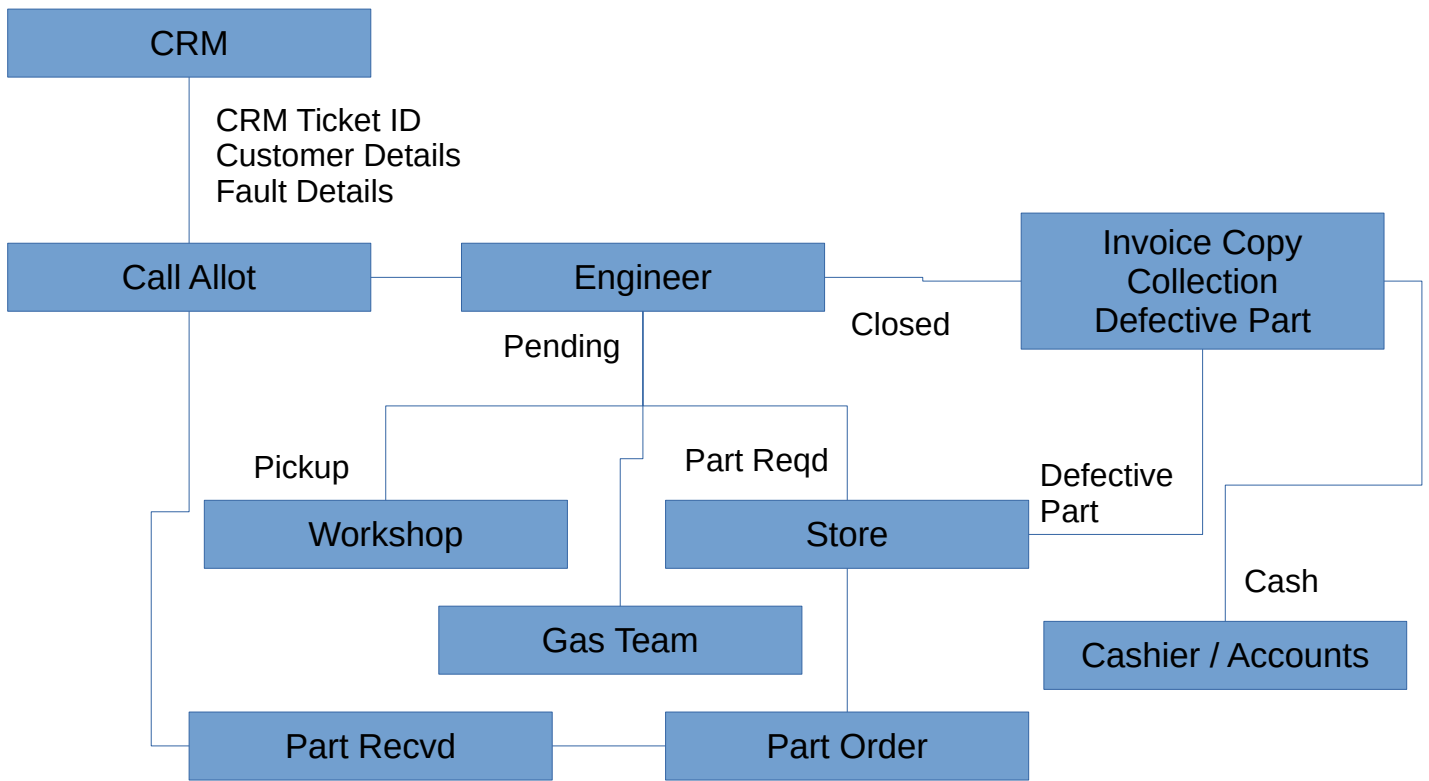 CRM
CRM Ticket ID
Customer Details
Fault Details
Call Allot
Engineer
Invoice Copy
Collection
Defective Part
Pending
Closed
Pickup
Part Reqd
Defective
Part
Workshop
Store
Cash
Gas Team
Cashier / Accounts
Part Recvd
Part Order